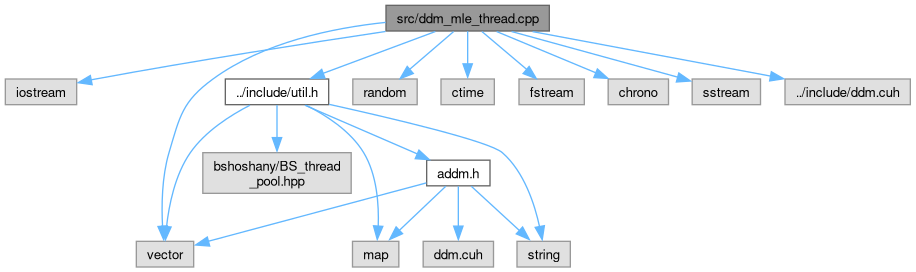 src/ddm_mle_thread.cpp
iostream
../include/util.h
random
ctime
fstream
chrono
sstream
../include/ddm.cuh
bshoshany/BS_thread
_pool.hpp
addm.h
vector
map
ddm.cuh
string